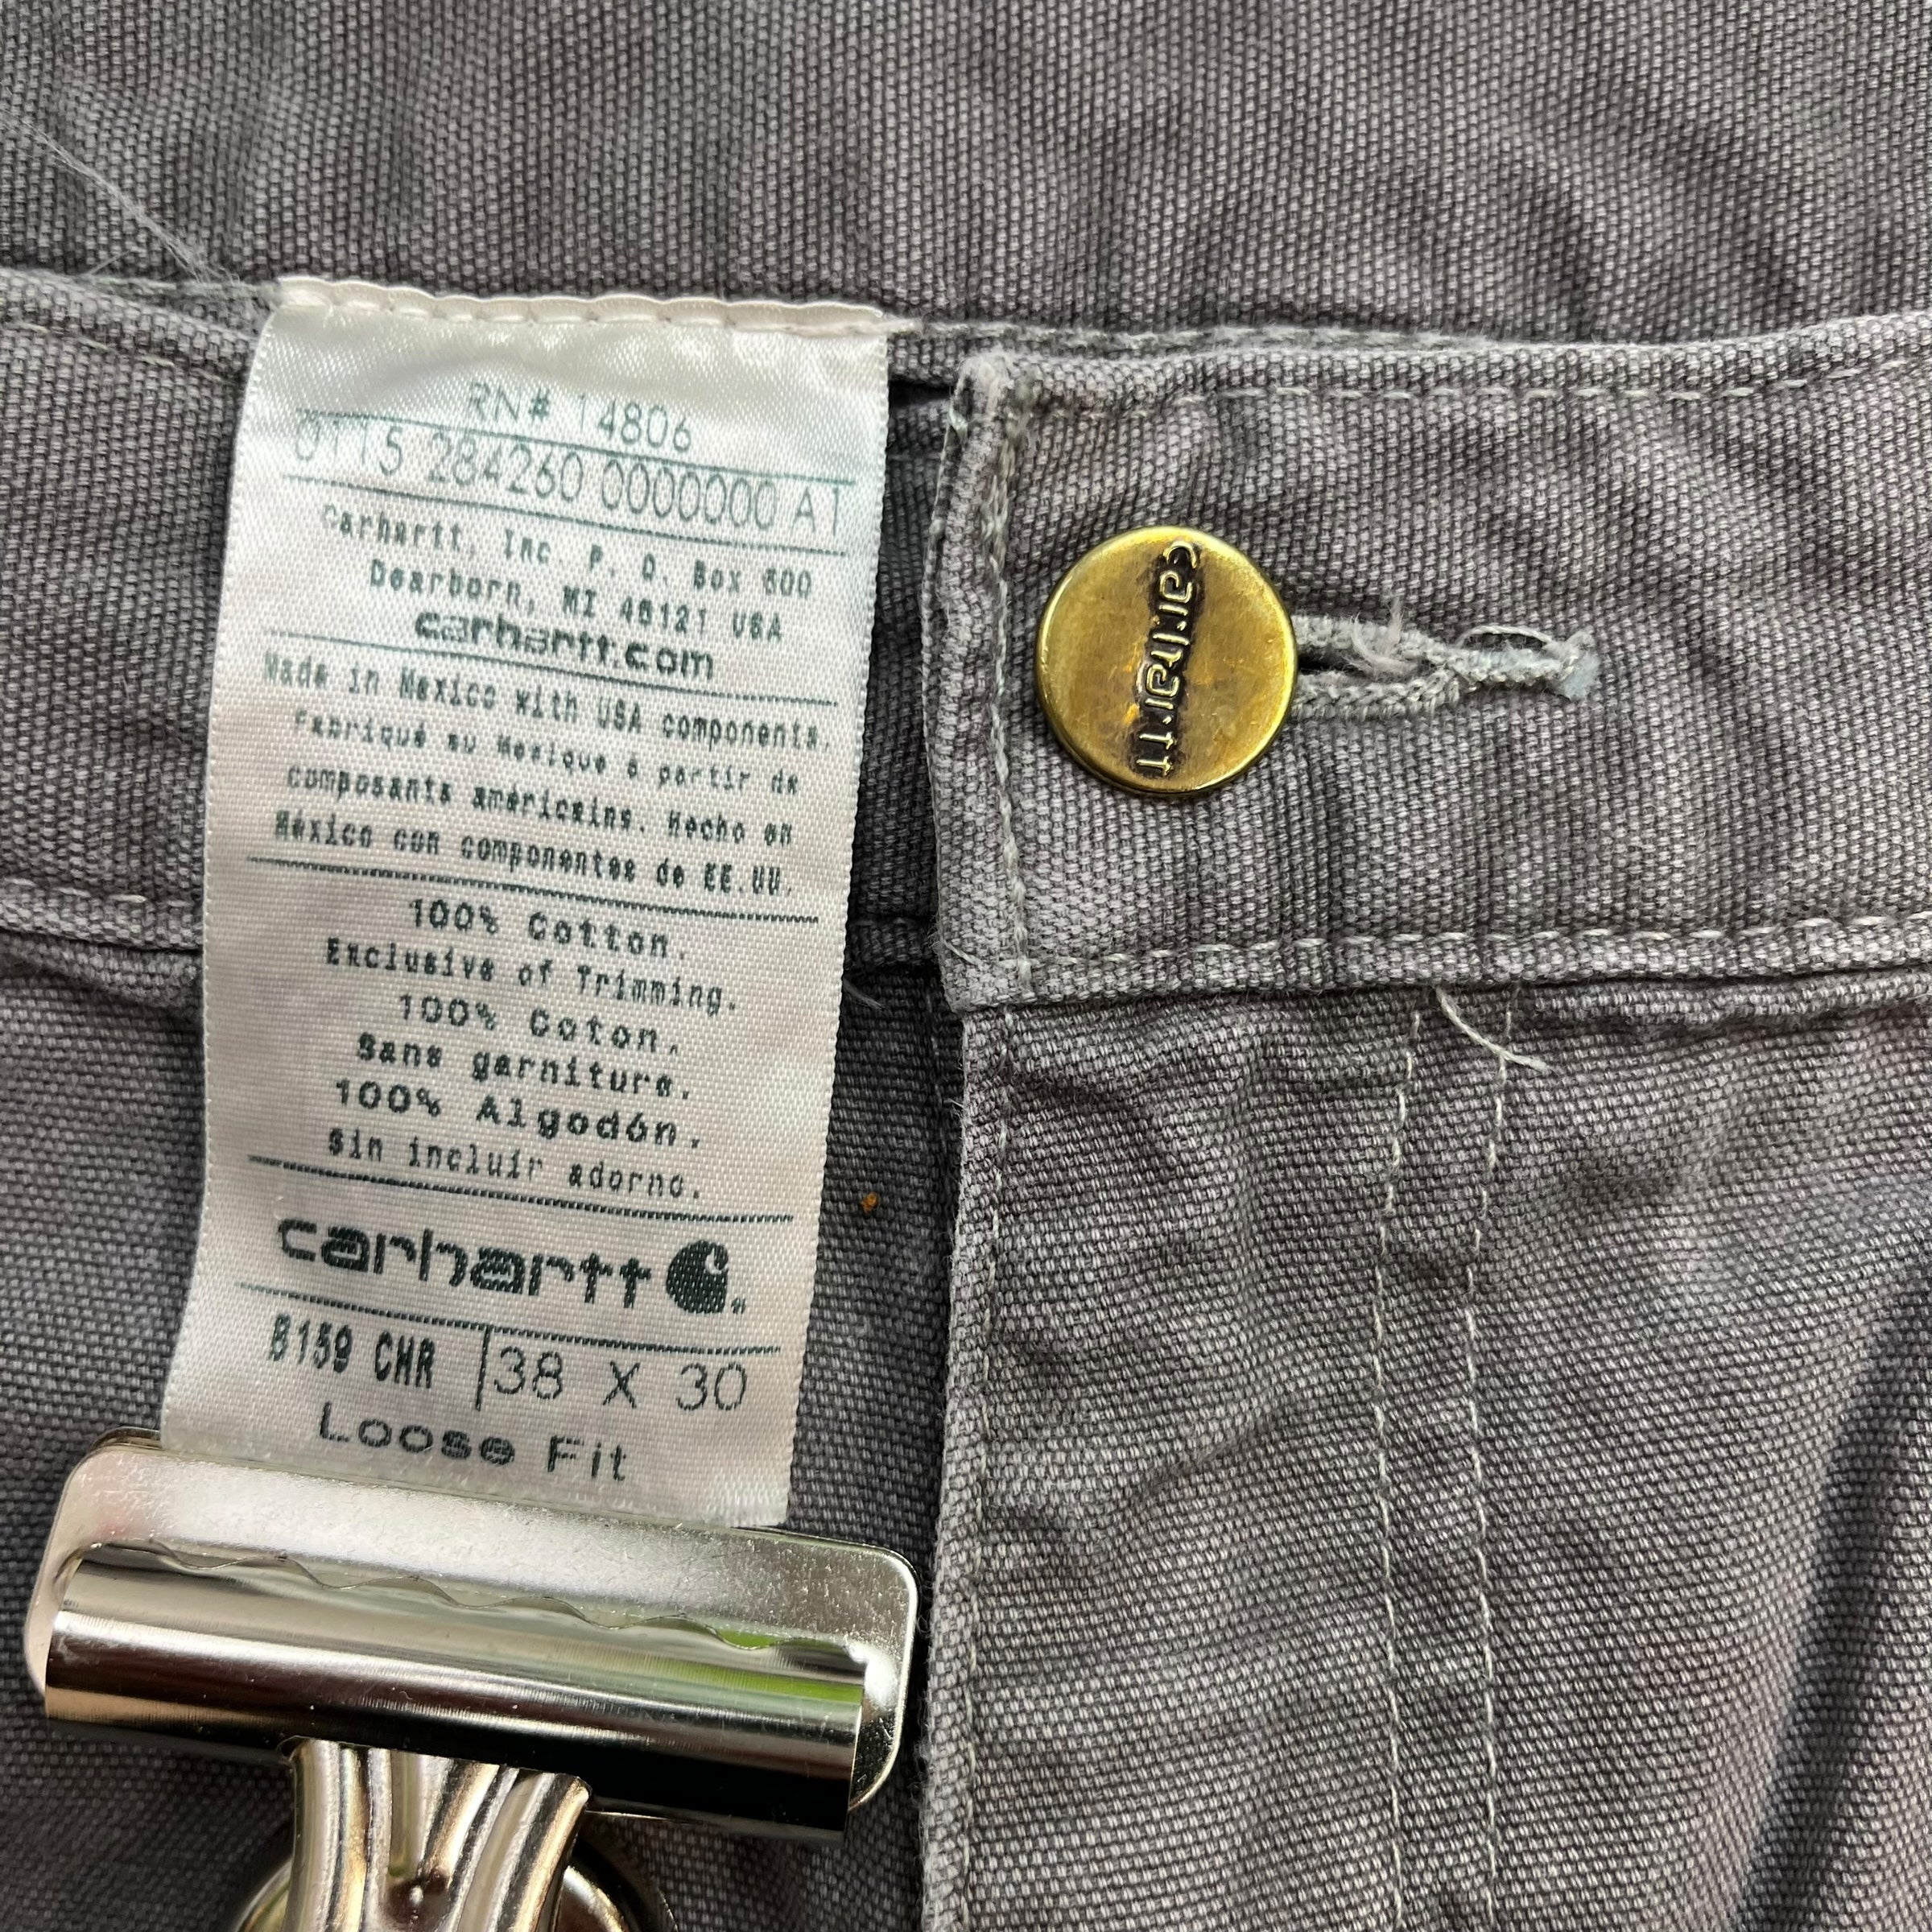 RN# 14806
0115 284260 0000000 A1
Carhartt, Inc P. O. Box 600
Dearborn, MI 48121 USA
carhartt.com
Made in Mexico with USA components.
Fabriqué au Mexique à partir de
composants américains. Hecho en
México con componentes de EE.UU.
100% Cotton.
Exclusive of Trimming.
100% Coton.
Sans garniture.
100% Algodón.
Sin incluir adorno.
carhartt
B159 CHR 38 X 30
Loose Fit
carhartt